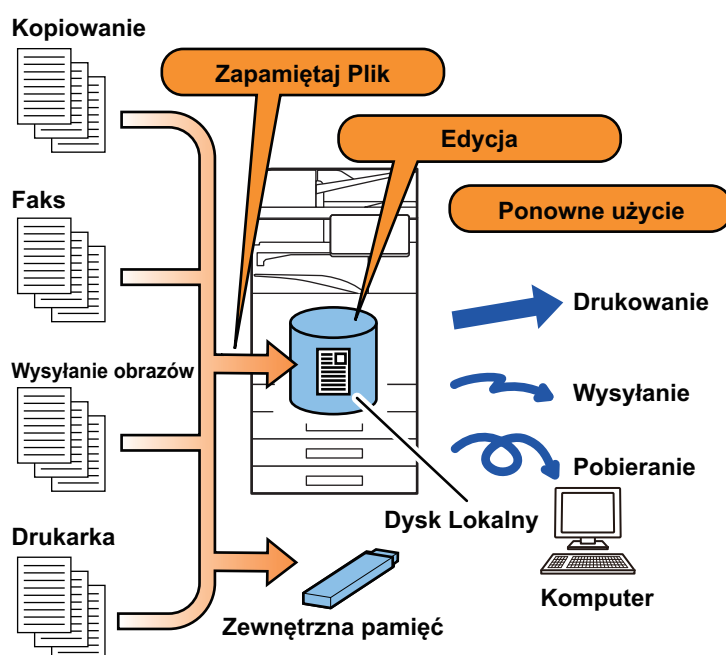 Kopiowanie
Zapamiętaj Plik
Edycja
Faks
Ponowne użycie
Drukowanie
Wysyłanie obrazów
Wysyłanie
Pobieranie
Dysk Lokalny
Drukarka
Komputer
Zewnętrzna pamięć